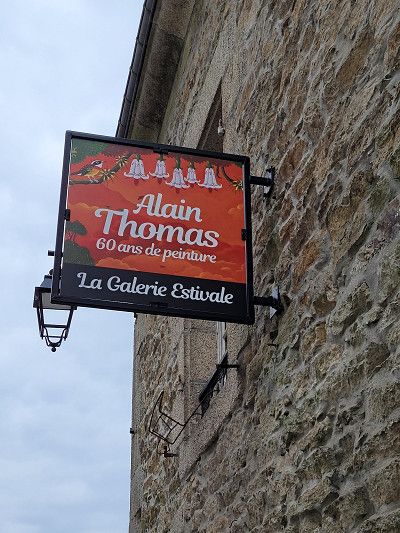 Alain
Thomas
60 ans de peinture
La Galerie Estivale